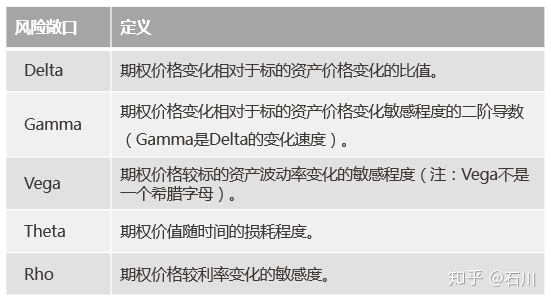 风险敞口 定义
Delta 期权价格变化相对于标的资产价格变化的比值。
Gamma 期权价格变化相对于标的资产价格变化敏感程度的二阶导数
（Gamma是Delta的变化速度）。
Vega 期权价格较标的资产波动率变化的敏感程度（注：Vega不是
一个希腊字母）。
Theta 期权价值随时间的损耗程度。
Rho 期权价格较利率变化的敏感度。
知乎 @石川